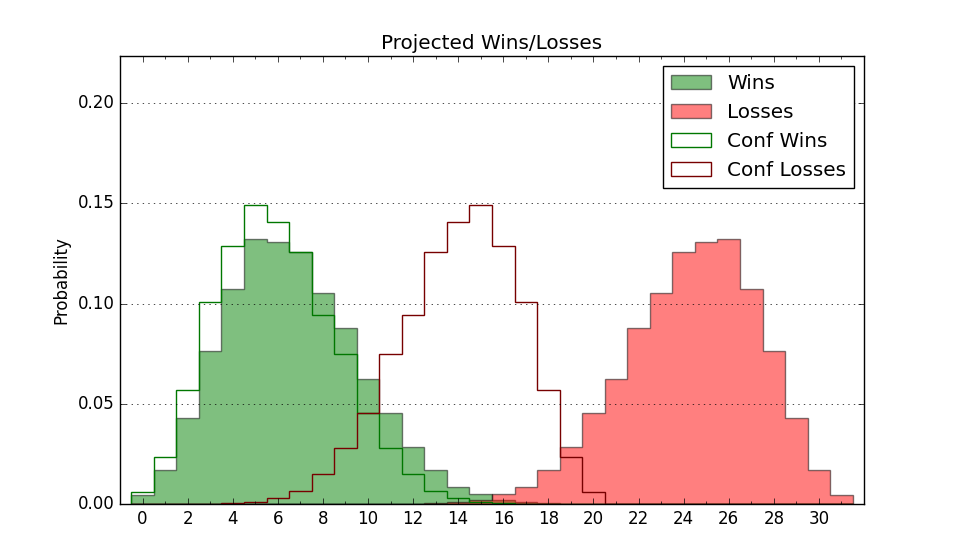 Projected Wins/Losses
Wins
Losses
Conf Wins
Conf Losses
Probability
0.20
0.15
0.10
0.05
0.00
0 2 4 6 8 10 12 14 16 18 20 22 24 26 28 30